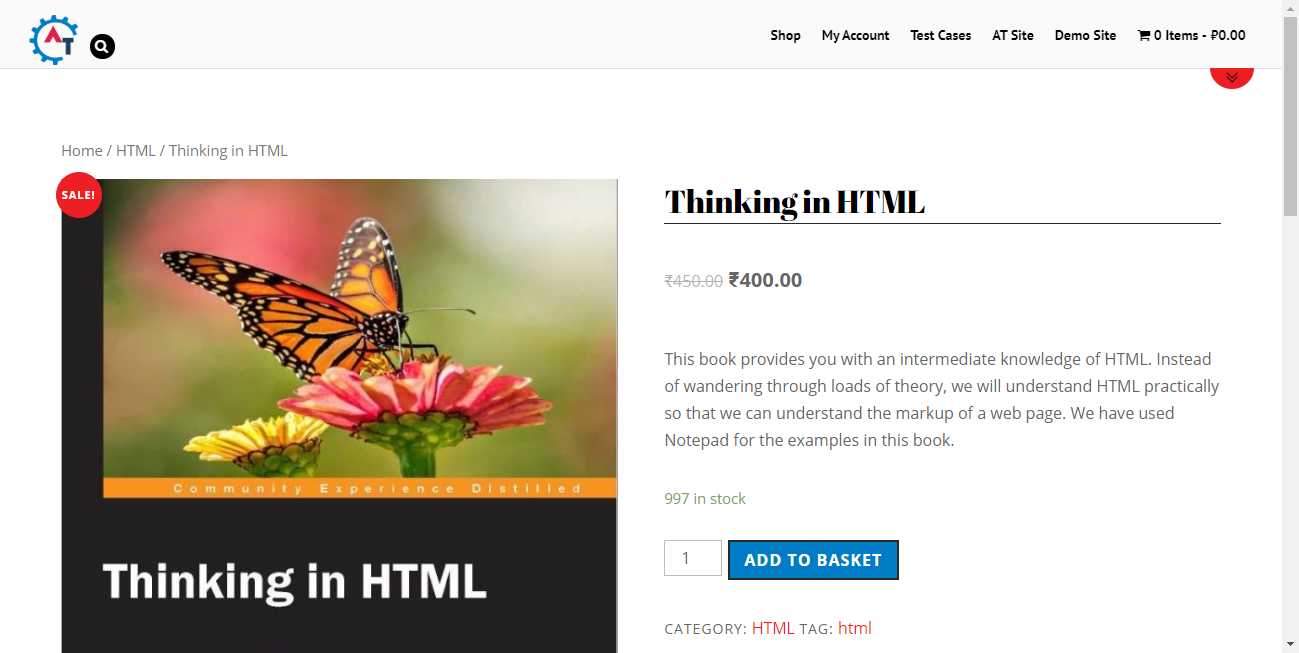 AT
Shop My Account Test Cases AT Site Demo Site 0 Items - ₽0.00
Home / HTML / Thinking in HTML
SALE!
Community Experience Distilled
Thinking in HTML
Thinking in HTML
₹450.00 ₹400.00
This book provides you with an intermediate knowledge of HTML. Instead
of wandering through loads of theory, we will understand HTML practically
so that we can understand the markup of a web page. We have used
Notepad for the examples in this book.
997 in stock
1 ADD TO BASKET
CATEGORY: HTML TAG: html